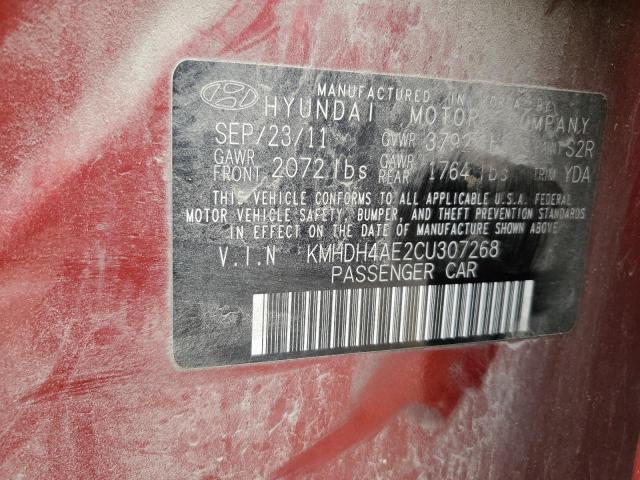 MANUFACTURED IN KOREA BY
HYUNDAI MOTOR COMPANY
SEP/23/11 GVWR 3792 PAINT S2R
GAWR FRONT 2072 lbs GAWR REAR 1764 lbs TRIM YDA
THIS VEHICLE CONFORMS TO ALL APPLICABLE U.S.A. FEDERAL
MOTOR VEHICLE SAFETY, BUMPER, AND THEFT PREVENTION STANDARDS
IN EFFECT ON THE DATE OF MANUFACTURE SHOWN ABOVE
V.I.N KMHDH4AE2CU307268
PASSENGER CAR